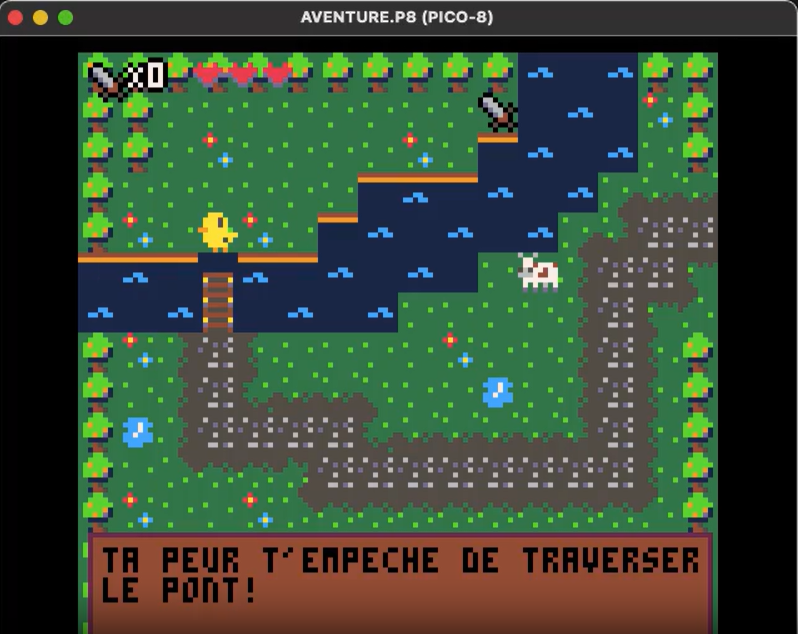 AVENTURE.P8 (PICO-8)
X0
TA PEUR T'EMPECHE DE TRAVERSER
LE PONT!